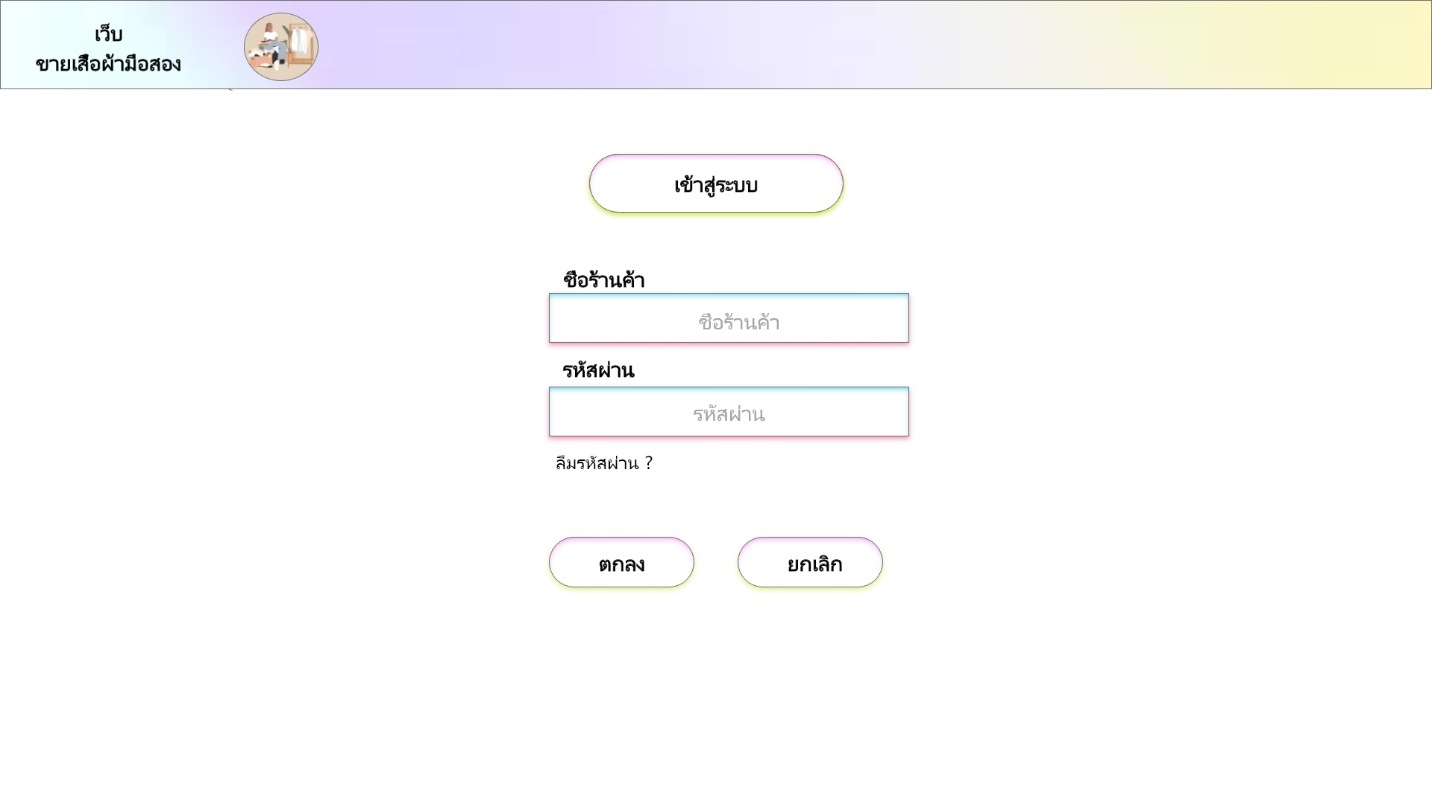 เว็บ
ขายเสื้อผ้ามือสอง
เข้าสู่ระบบ
ชื่อร้านค้า
ชื่อร้านค้า
รหัสผ่าน
รหัสผ่าน
ลืมรหัสผ่าน ?
ตกลง
ยกเลิก